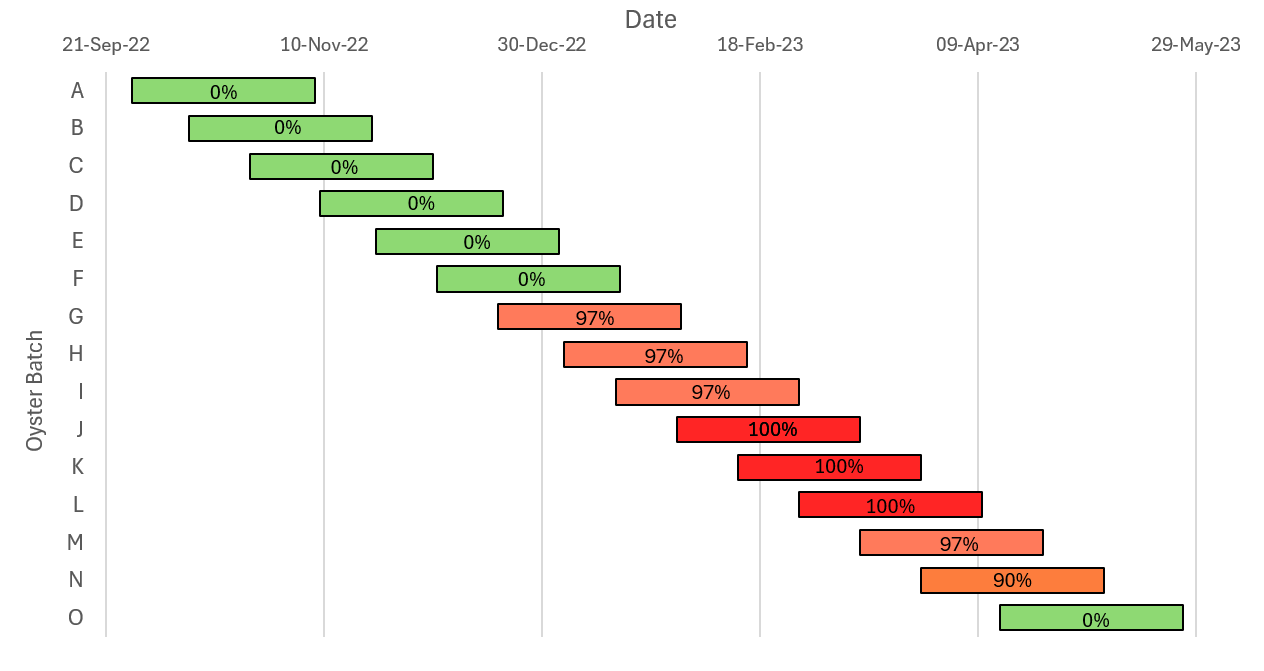 Date
21-Sep-22 10-Nov-22 30-Dec-22 18-Feb-23 09-Apr-23 29-May-23
A 0%
B 0%
C 0%
D 0%
E 0%
F 0%
G 97%
H 97%
I 97%
J 100%
K 100%
L 100%
M 97%
N 90%
O 0%
Oyster Batch